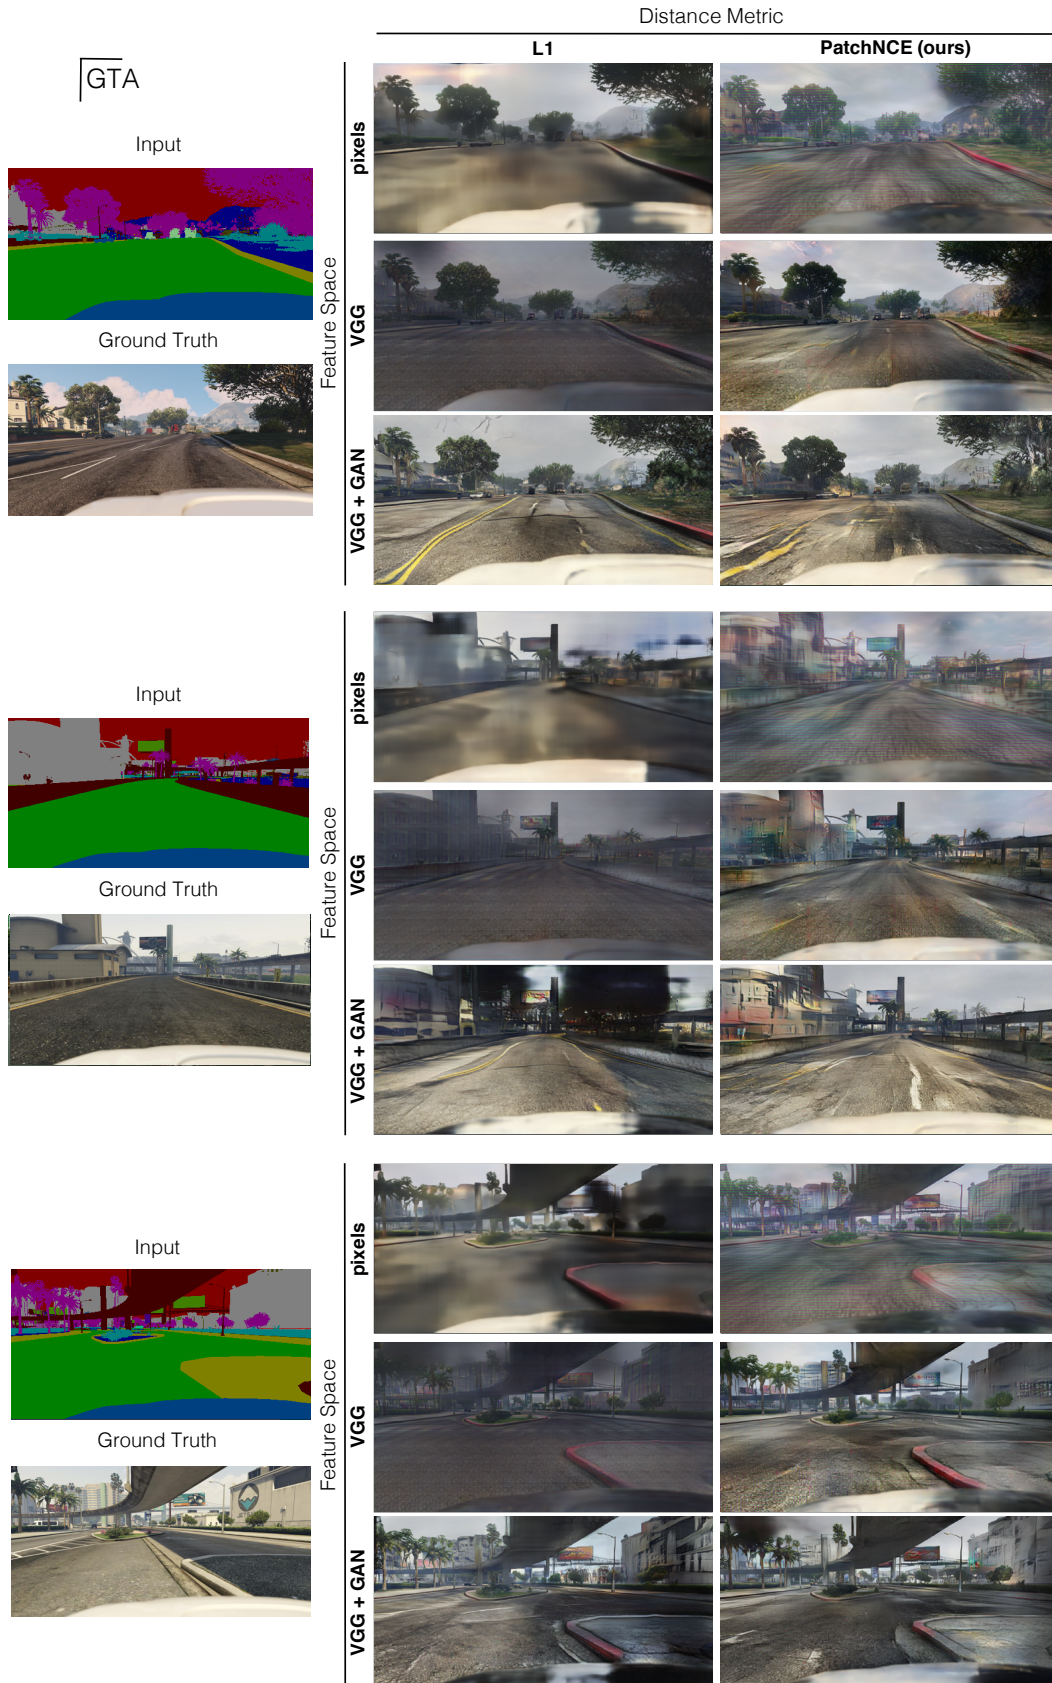 Distance Metric
L1
PatchNCE (ours)
GTA
Input
Ground Truth
Feature Space
pixels
VGG
VGG + GAN
Input
Ground Truth
Feature Space
pixels
VGG
VGG + GAN
Input
Ground Truth
Feature Space
pixels
VGG
VGG + GAN